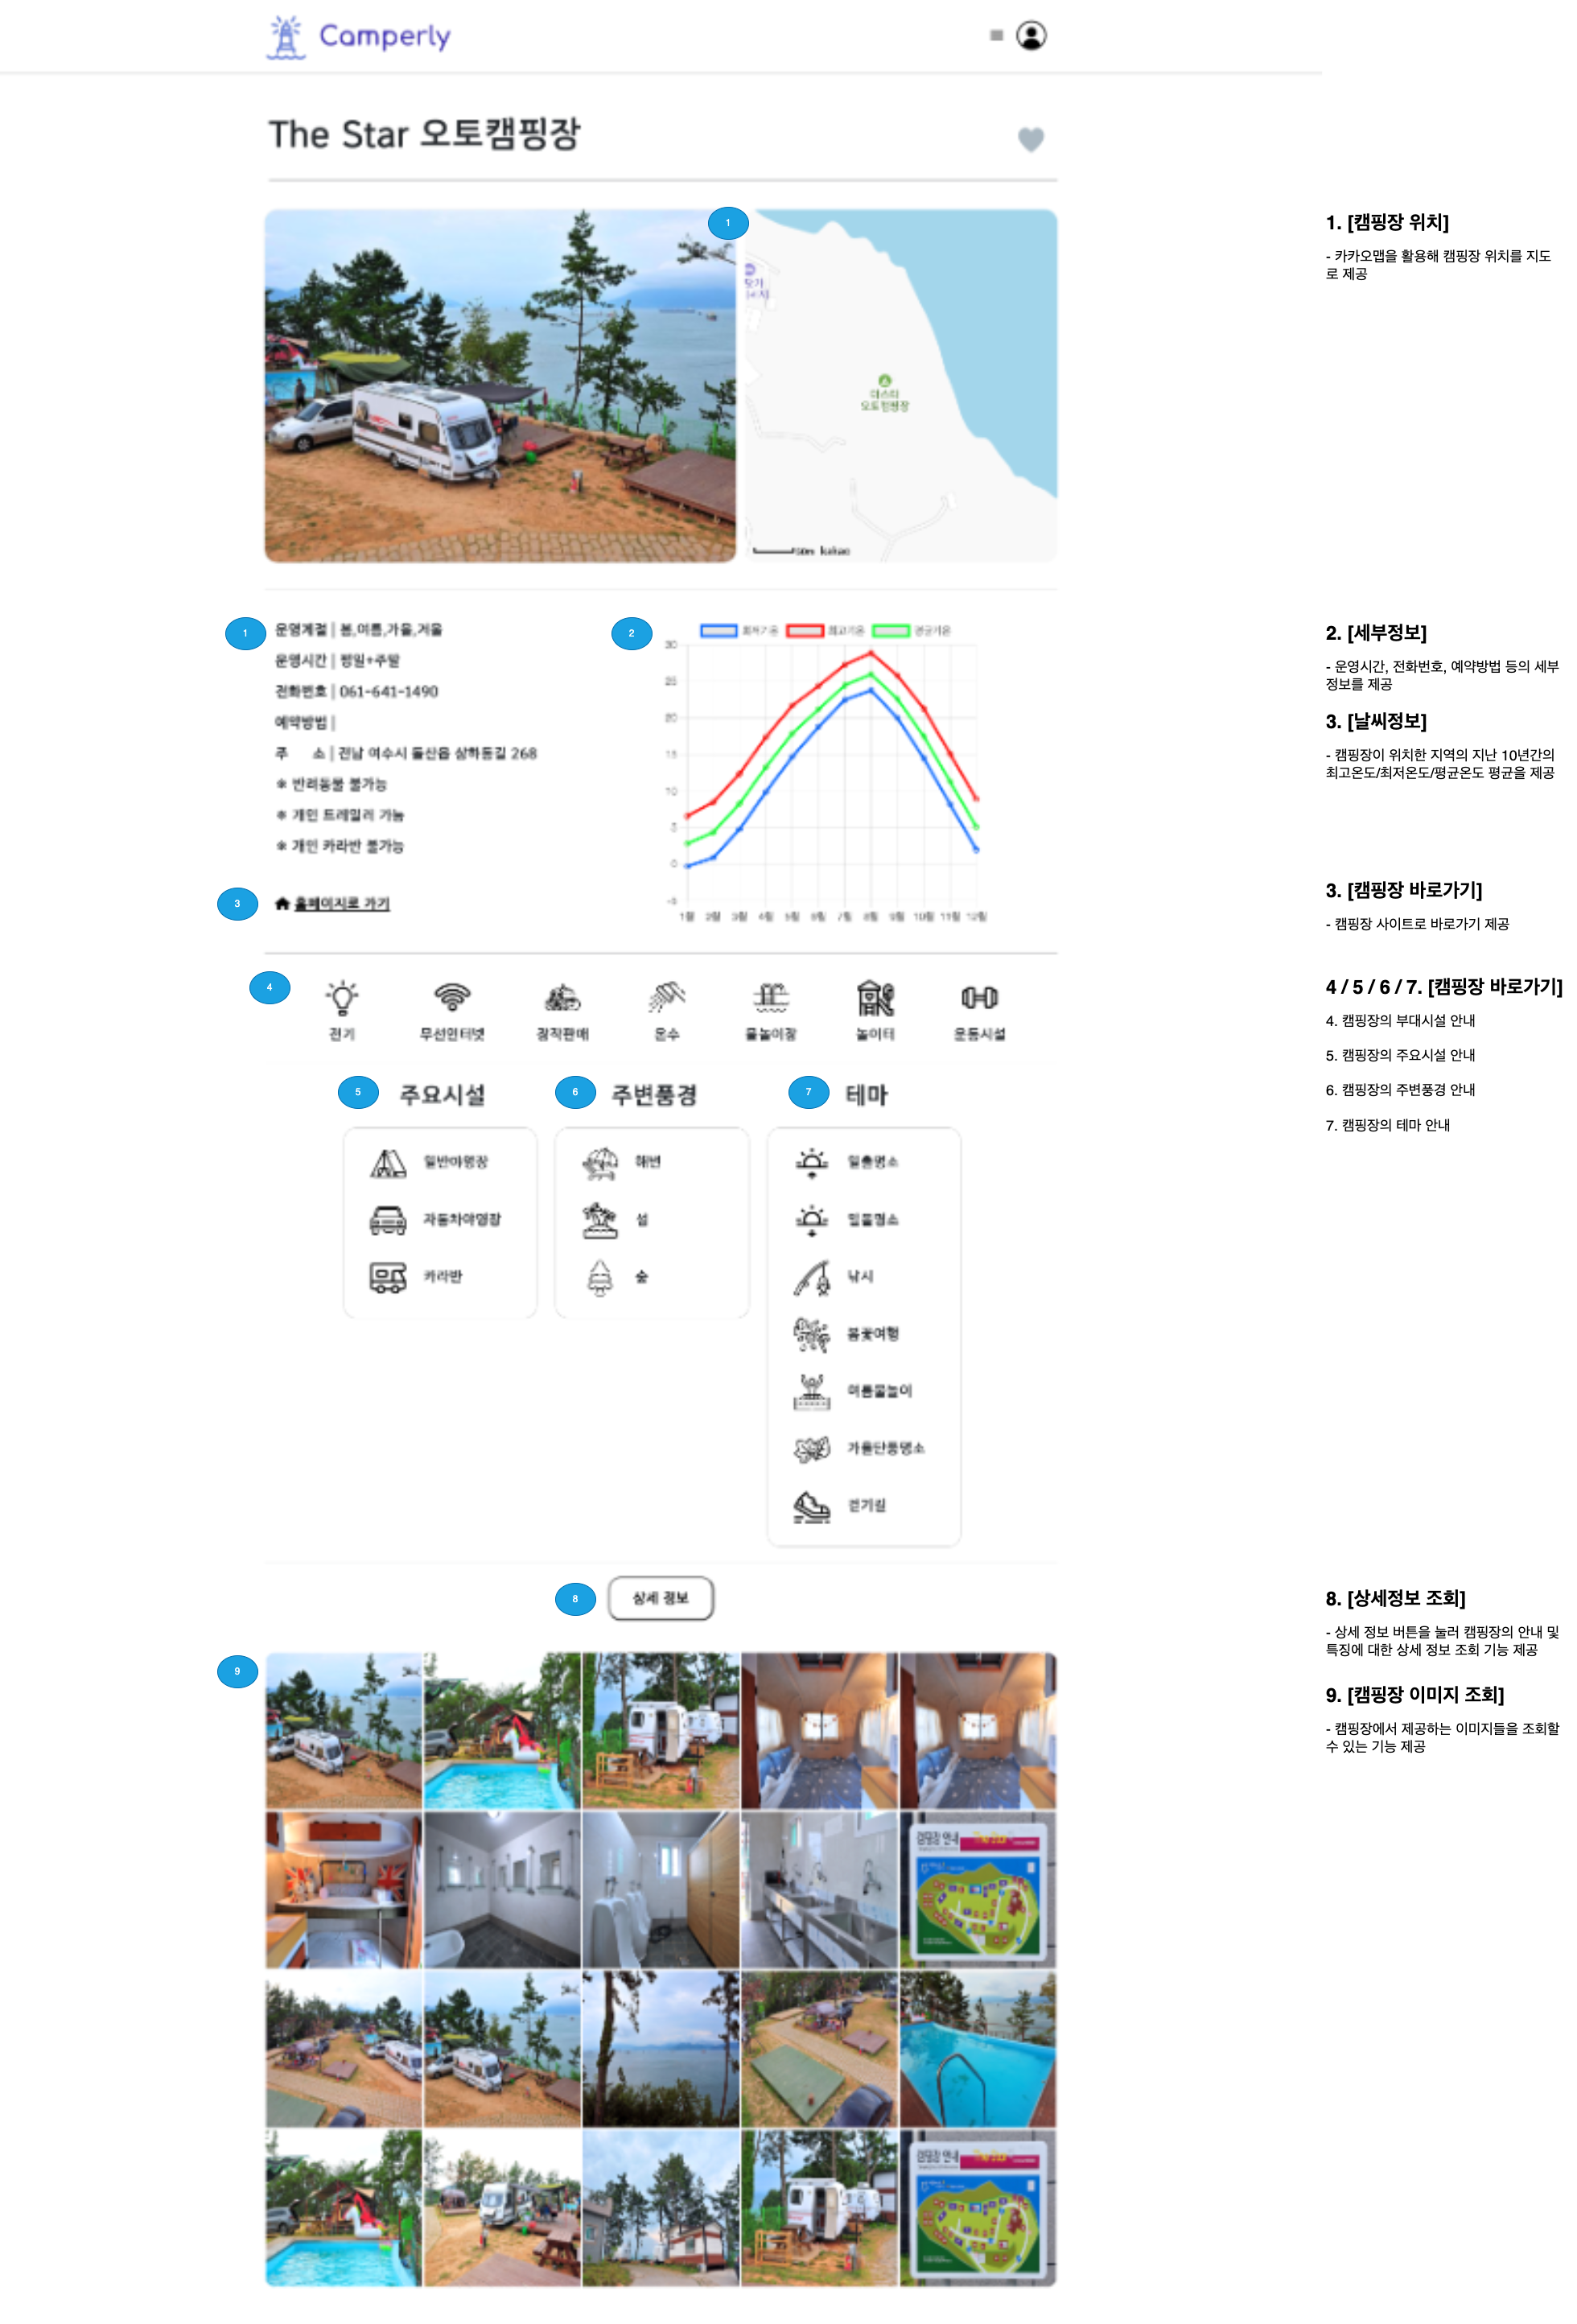 Camperly
The Star 오토캠핑장
1
더스타
오토캠핑장
50m kakao
1. [캠핑장 위치]
- 카카오맵을 활용해 캠핑장 위치를 지도
로 제공
1
운영계절 | 봄,여름,가을,겨울
운영시간 | 평일+주말
전화번호 | 061-641-1490
예약방법 |
주 소 | 전남 여수시 돌산읍 상하동길 268
※ 반려동물 불가능
※ 개인 트레일러 가능
※ 개인 카라반 불가능
3
홈페이지로 가기
2
최저기온 최고기온 평균기온
30
25
20
15
10
5
0
-5
1월 2월 3월 4월 5월 6월 7월 8월 9월 10월 11월 12월
2. [세부정보]
- 운영시간, 전화번호, 예약방법 등의 세부
정보를 제공
3. [날씨정보]
- 캠핑장이 위치한 지역의 지난 10년간의
최고온도/최저온도/평균온도 평균을 제공
3. [캠핑장 바로가기]
- 캠핑장 사이트로 바로가기 제공
4
전기 무선인터넷 장작판매 온수 물놀이장 놀이터 운동시설
4 / 5 / 6 / 7. [캠핑장 바로가기]
4. 캠핑장의 부대시설 안내
5. 캠핑장의 주요시설 안내
6. 캠핑장의 주변풍경 안내
7. 캠핑장의 테마 안내
5
주요시설
일반야영장
자동차야영장
카라반
6
주변풍경
해변
섬
숲
7
테마
일출명소
일몰명소
낚시
봄꽃여행
여름물놀이
가을단풍명소
걷기길
8
상세 정보
8. [상세정보 조회]
- 상세 정보 버튼을 눌러 캠핑장의 안내 및
특징에 대한 상세 정보 조회 기능 제공
9
9. [캠핑장 이미지 조회]
- 캠핑장에서 제공하는 이미지들을 조회할
수 있는 기능 제공
캠핑장 안내 The Star
캠핑장 안내 The Star